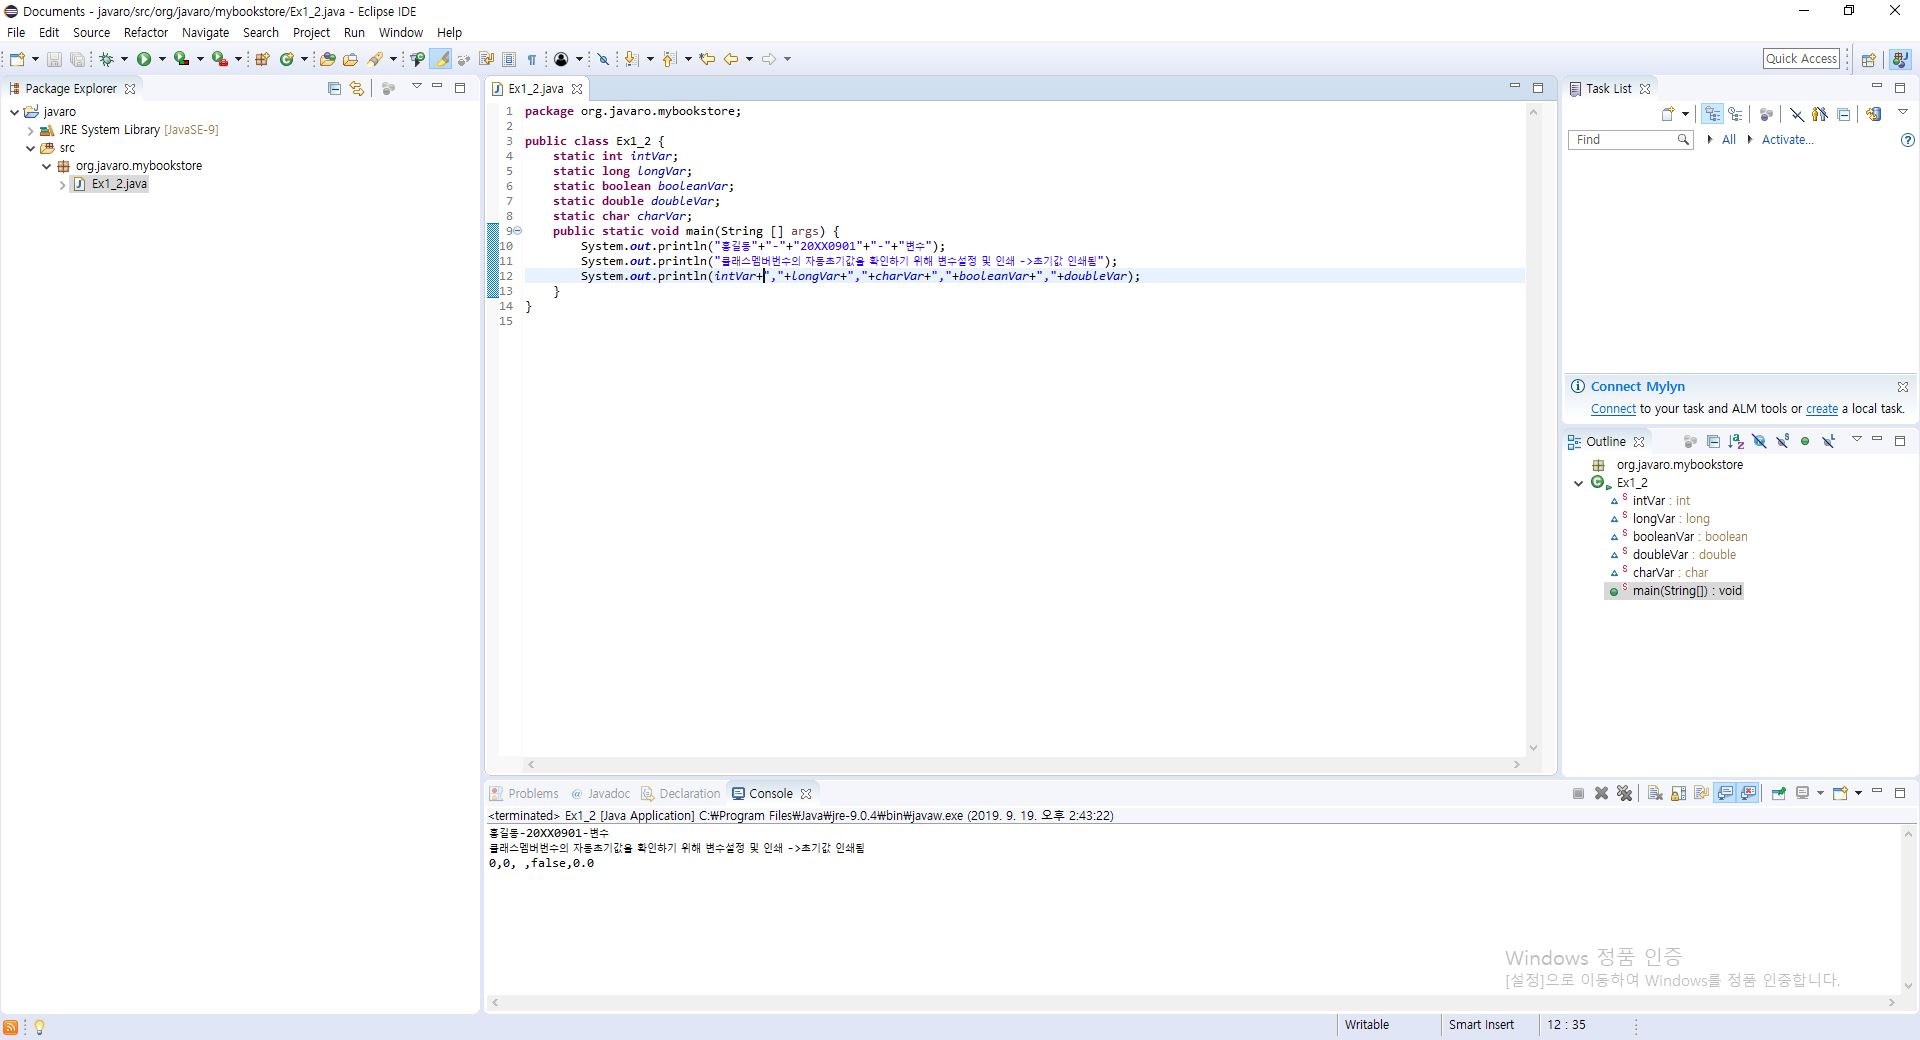 Documents - javaro/src/org/javaro/mybookstore/Ex1_2.java - Eclipse IDE
File Edit Source Refactor Navigate Search Project Run Window Help
Quick Access
Package Explorer
javaro
JRE System Library [JavaSE-9]
src
org.javaro.mybookstore
Ex1_2.java
Ex1_2.java
1 package org.javaro.mybookstore;
2
3 public class Ex1_2 {
4 static int intVar;
5 static long longVar;
6 static boolean booleanVar;
7 static double doubleVar;
8 static char charVar;
9 public static void main(String [] args) {
10 System.out.println("홍길동"+"-"+"20XX0901"+"-"+"변수");
11 System.out.println("클래스멤버변수의 자동초기값을 확인하기 위해 변수설정 및 인쇄 ->초기값 인쇄됨");
12 System.out.println(intVar+","+longVar+","+charVar+","+booleanVar+","+doubleVar);
13 }
14 }
15
Task List
Find
All
Activate...
Connect Mylyn
Connect to your task and ALM tools or create a local task.
Outline
org.javaro.mybookstore
Ex1_2
intVar : int
longVar : long
booleanVar : boolean
doubleVar : double
charVar : char
main(String[]) : void
Problems Javadoc Declaration Console
<terminated> Ex1_2 [Java Application] C:₩Program Files₩Java₩jre-9.0.4₩bin₩javaw.exe (2019. 9. 19. 오후 2:43:22)
홍길동-20XX0901-변수
클래스멤버변수의 자동초기값을 확인하기 위해 변수설정 및 인쇄 ->초기값 인쇄됨
0,0, ,false,0.0
Windows 정품 인증
[설정]으로 이동하여 Windows를 정품 인증합니다.
Writable Smart Insert 12 : 35